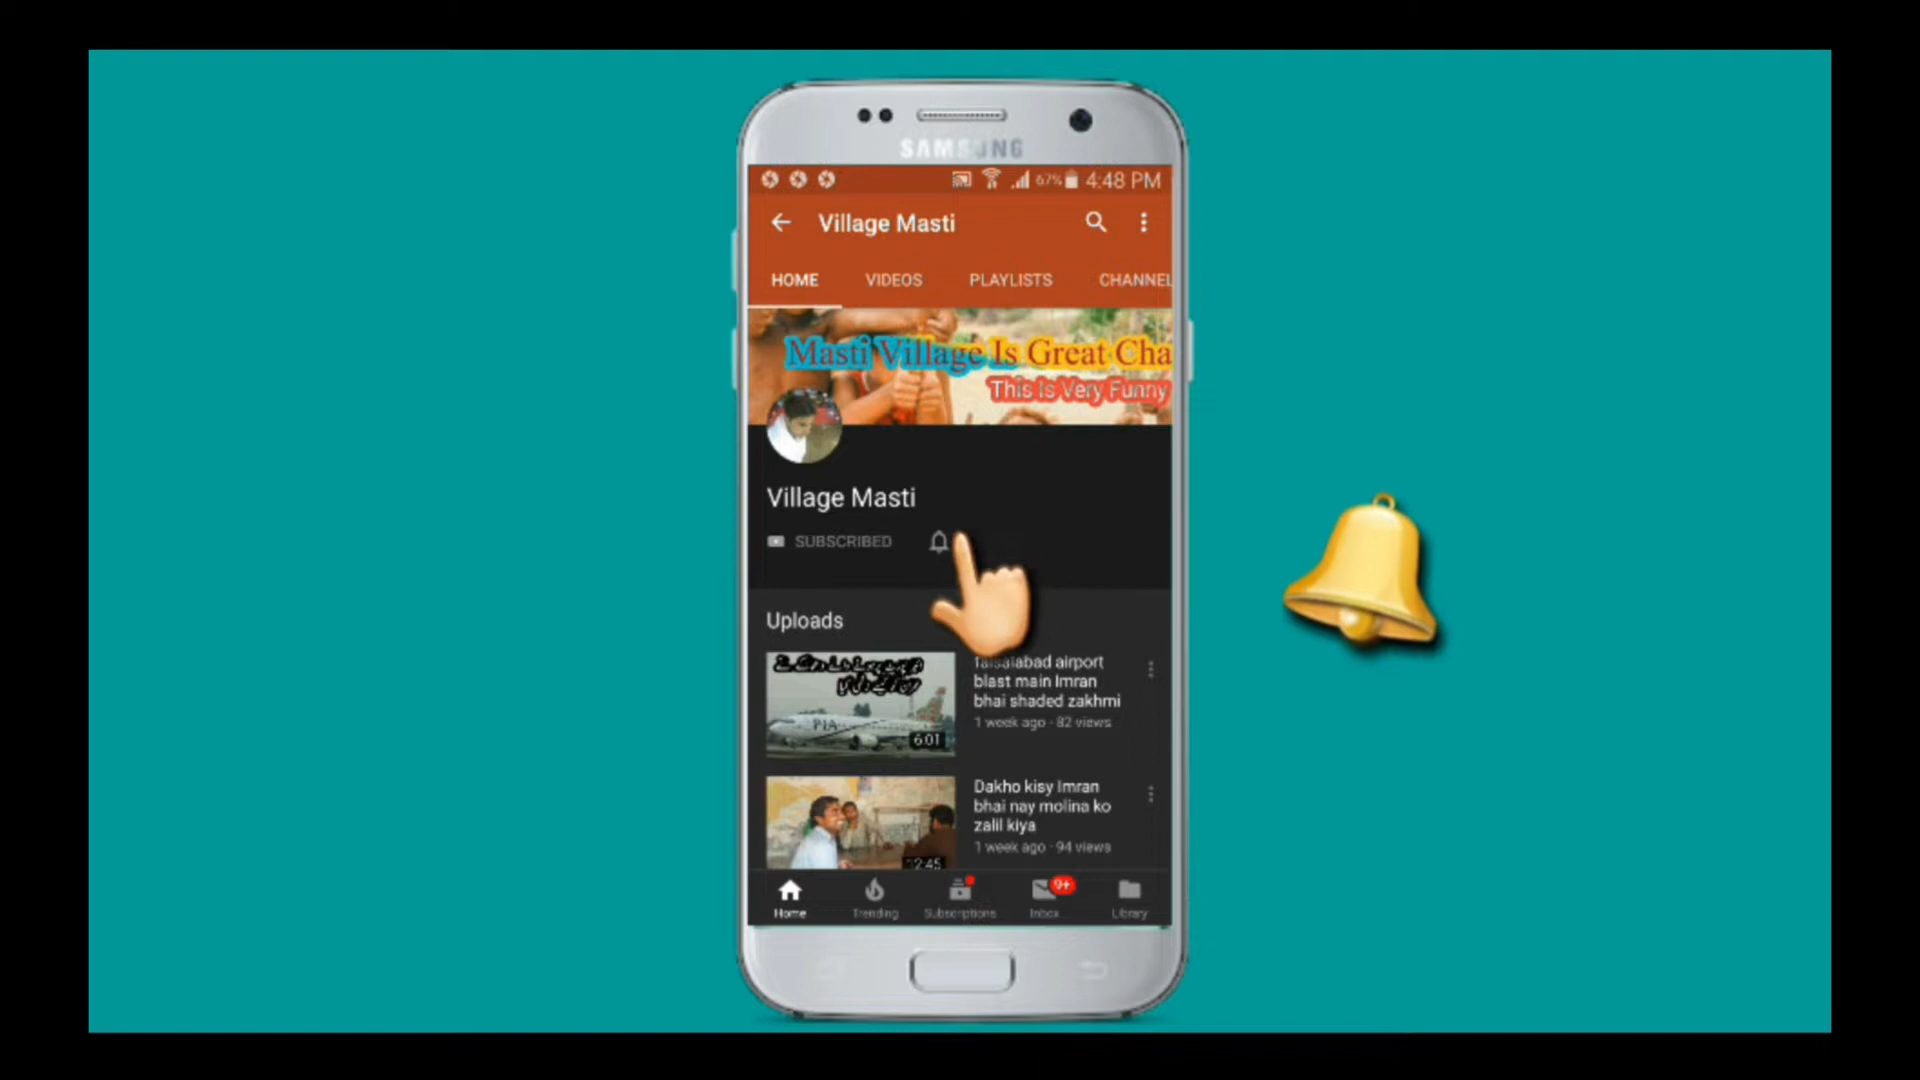 SAMSUNG
67% 4:48 PM
Village Masti
HOME VIDEOS PLAYLISTS CHANNEL
Masti Village Is Great Cha
This Is Very Funny
Village Masti
SUBSCRIBED
Uploads
faisalabad airport
blast main Imran
bhai shaded zakhmi
1 week ago · 82 views
PIA
6:01
Dakho kisy Imran
bhai nay molina ko
zalil kiya
1 week ago · 94 views
12:45
9+
Home Trending Subscriptions Inbox Library